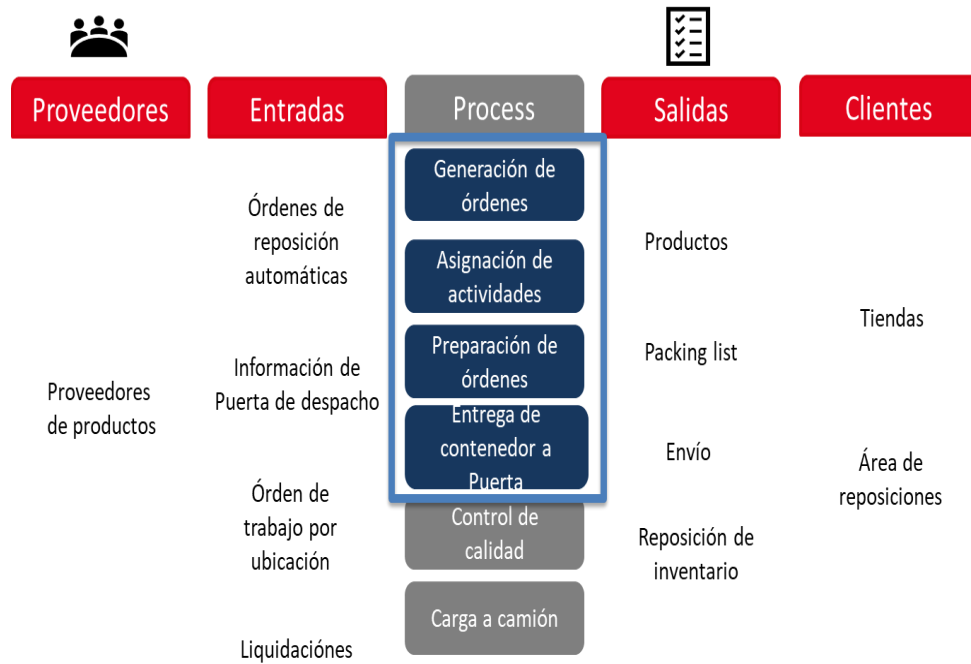 Proveedores
Entradas
Process
Salidas
Clientes
Proveedores
de productos
Órdenes de
reposición
automáticas
Información de
Puerta de despacho
Órden de
trabajo por
ubicación
Liquidaciónes
Generación de
órdenes
Asignación de
actividades
Preparación de
órdenes
Entrega de
contenedor a
Puerta
Control de
calidad
Carga a camión
Productos
Packing list
Envío
Reposición de
inventario
Tiendas
Área de
reposiciones